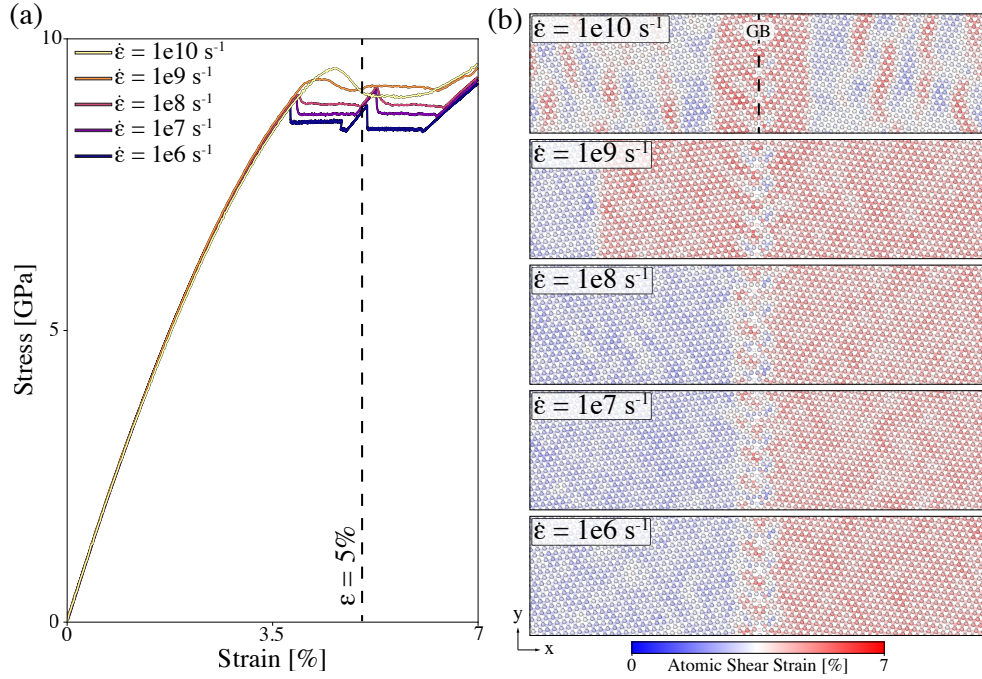 (a)
10
ε̇ = 1e10 s⁻¹
ε̇ = 1e9 s⁻¹
ε̇ = 1e8 s⁻¹
ε̇ = 1e7 s⁻¹
ε̇ = 1e6 s⁻¹
Stress [GPa]
5
0
ε = 5%
0
3.5
7
Strain [%]
(b)
ε̇ = 1e10 s⁻¹
GB
ε̇ = 1e9 s⁻¹
ε̇ = 1e8 s⁻¹
ε̇ = 1e7 s⁻¹
ε̇ = 1e6 s⁻¹
y
x
0
Atomic Shear Strain [%]
7